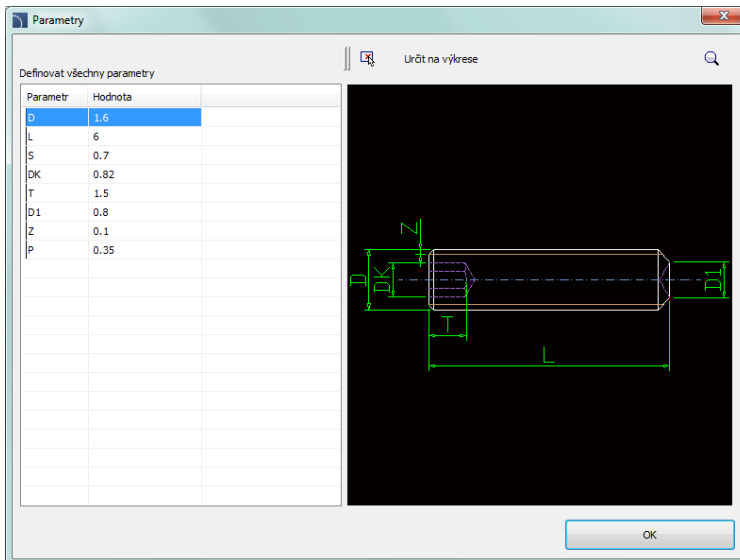 Parametry
Určit na výkrese
Definovat všechny parametry
Parametr Hodnota
D 1.6
L 6
S 0.7
DK 0.82
T 1.5
D1 0.8
Z 0.1
P 0.35
Z
D
DK
D1
T
L
OK